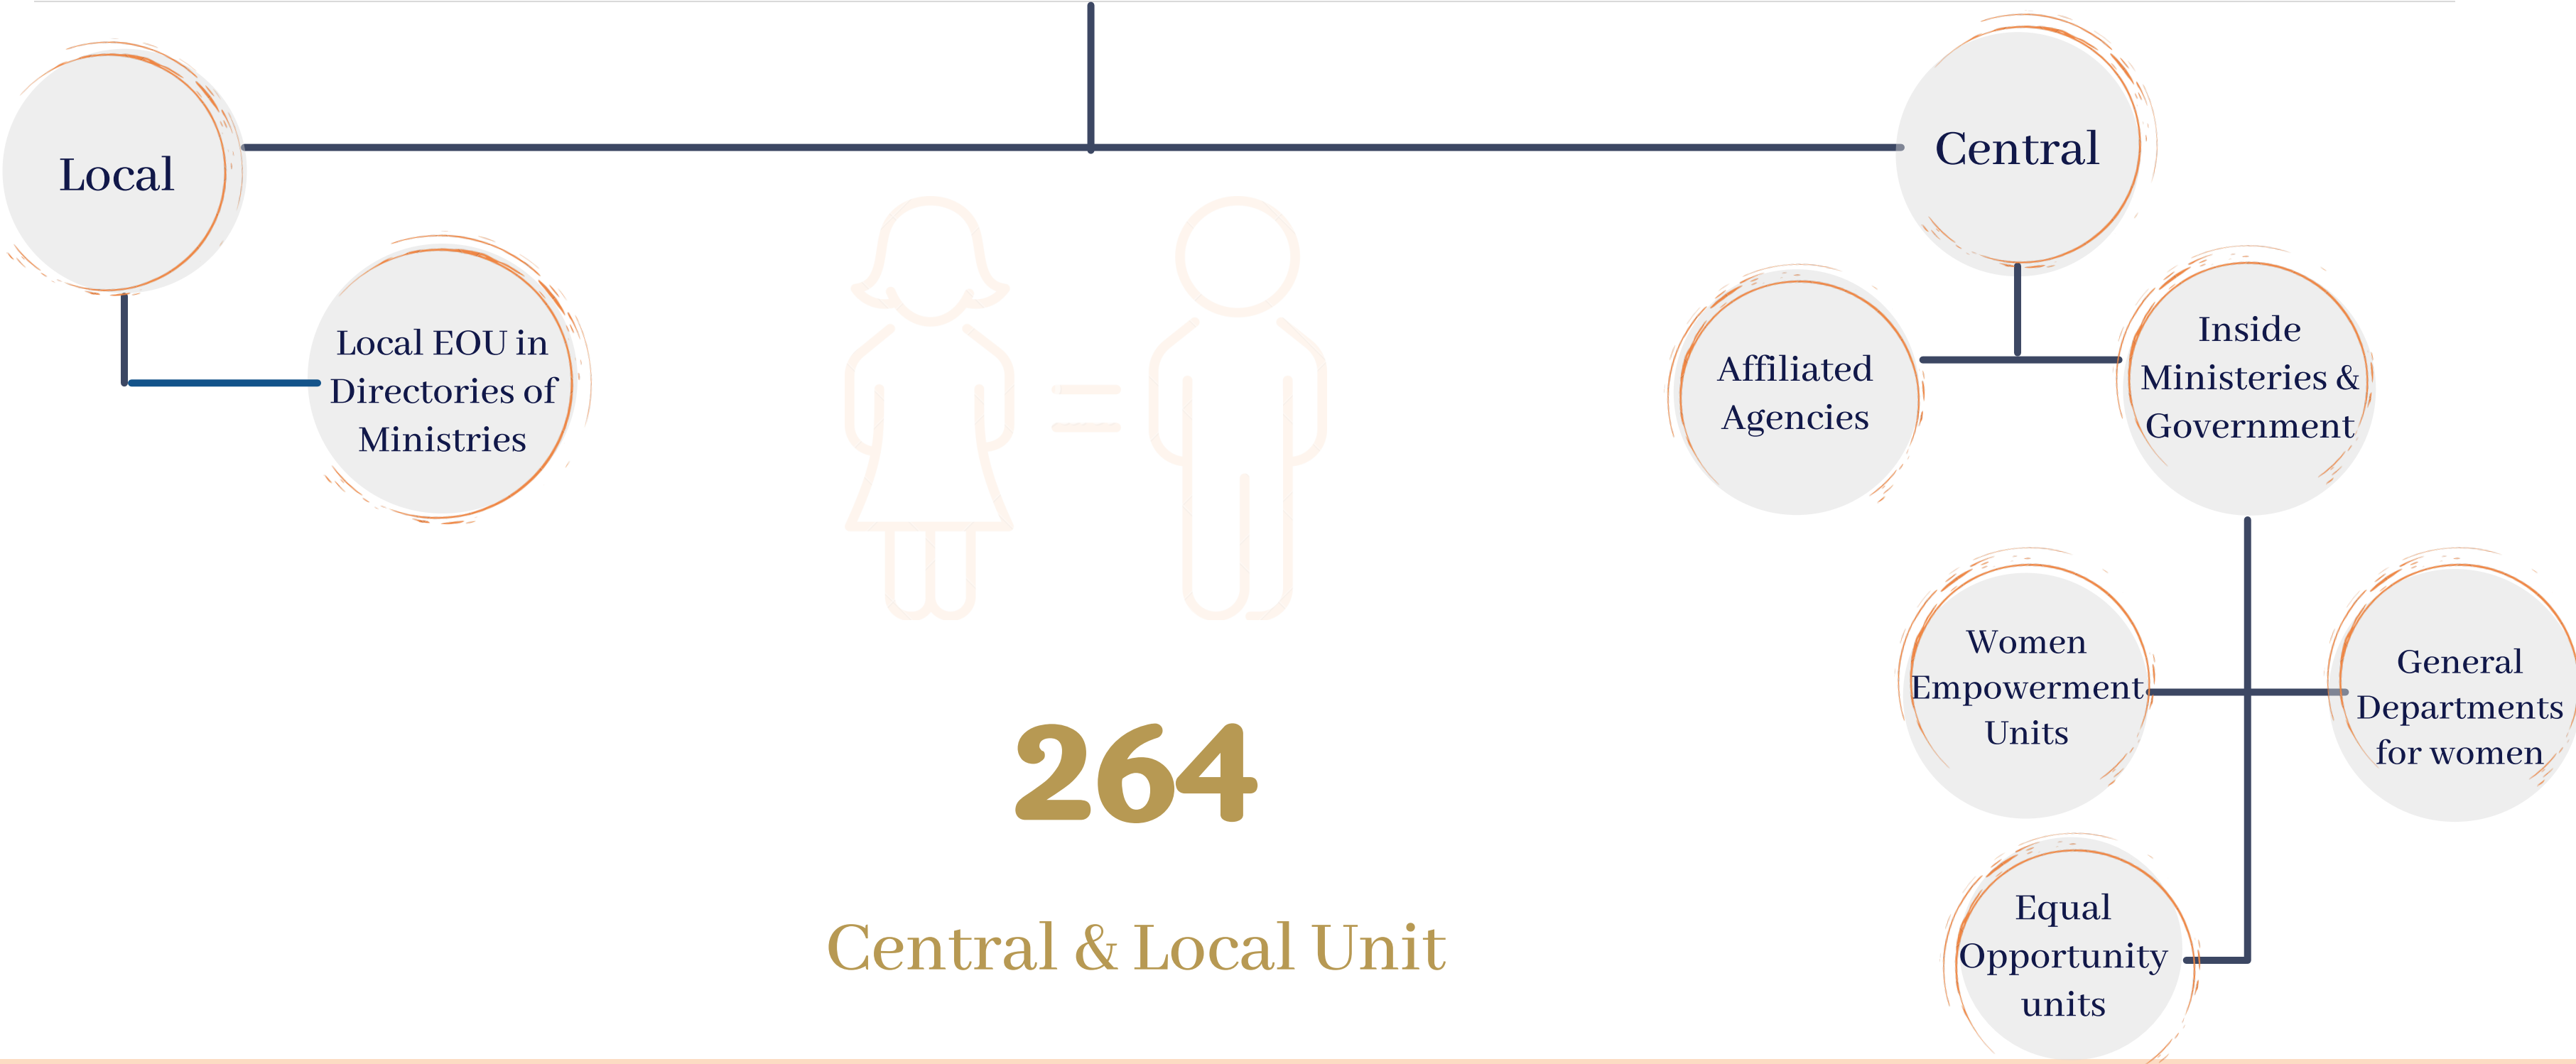 Local
Central
Local EOU in
Directories of
Ministries
Affiliated
Agencies
Inside
Ministeries &
Government
Women
Empowerment
Units
General
Departments
for women
264
Central & Local Unit
Equal
Opportunity
units